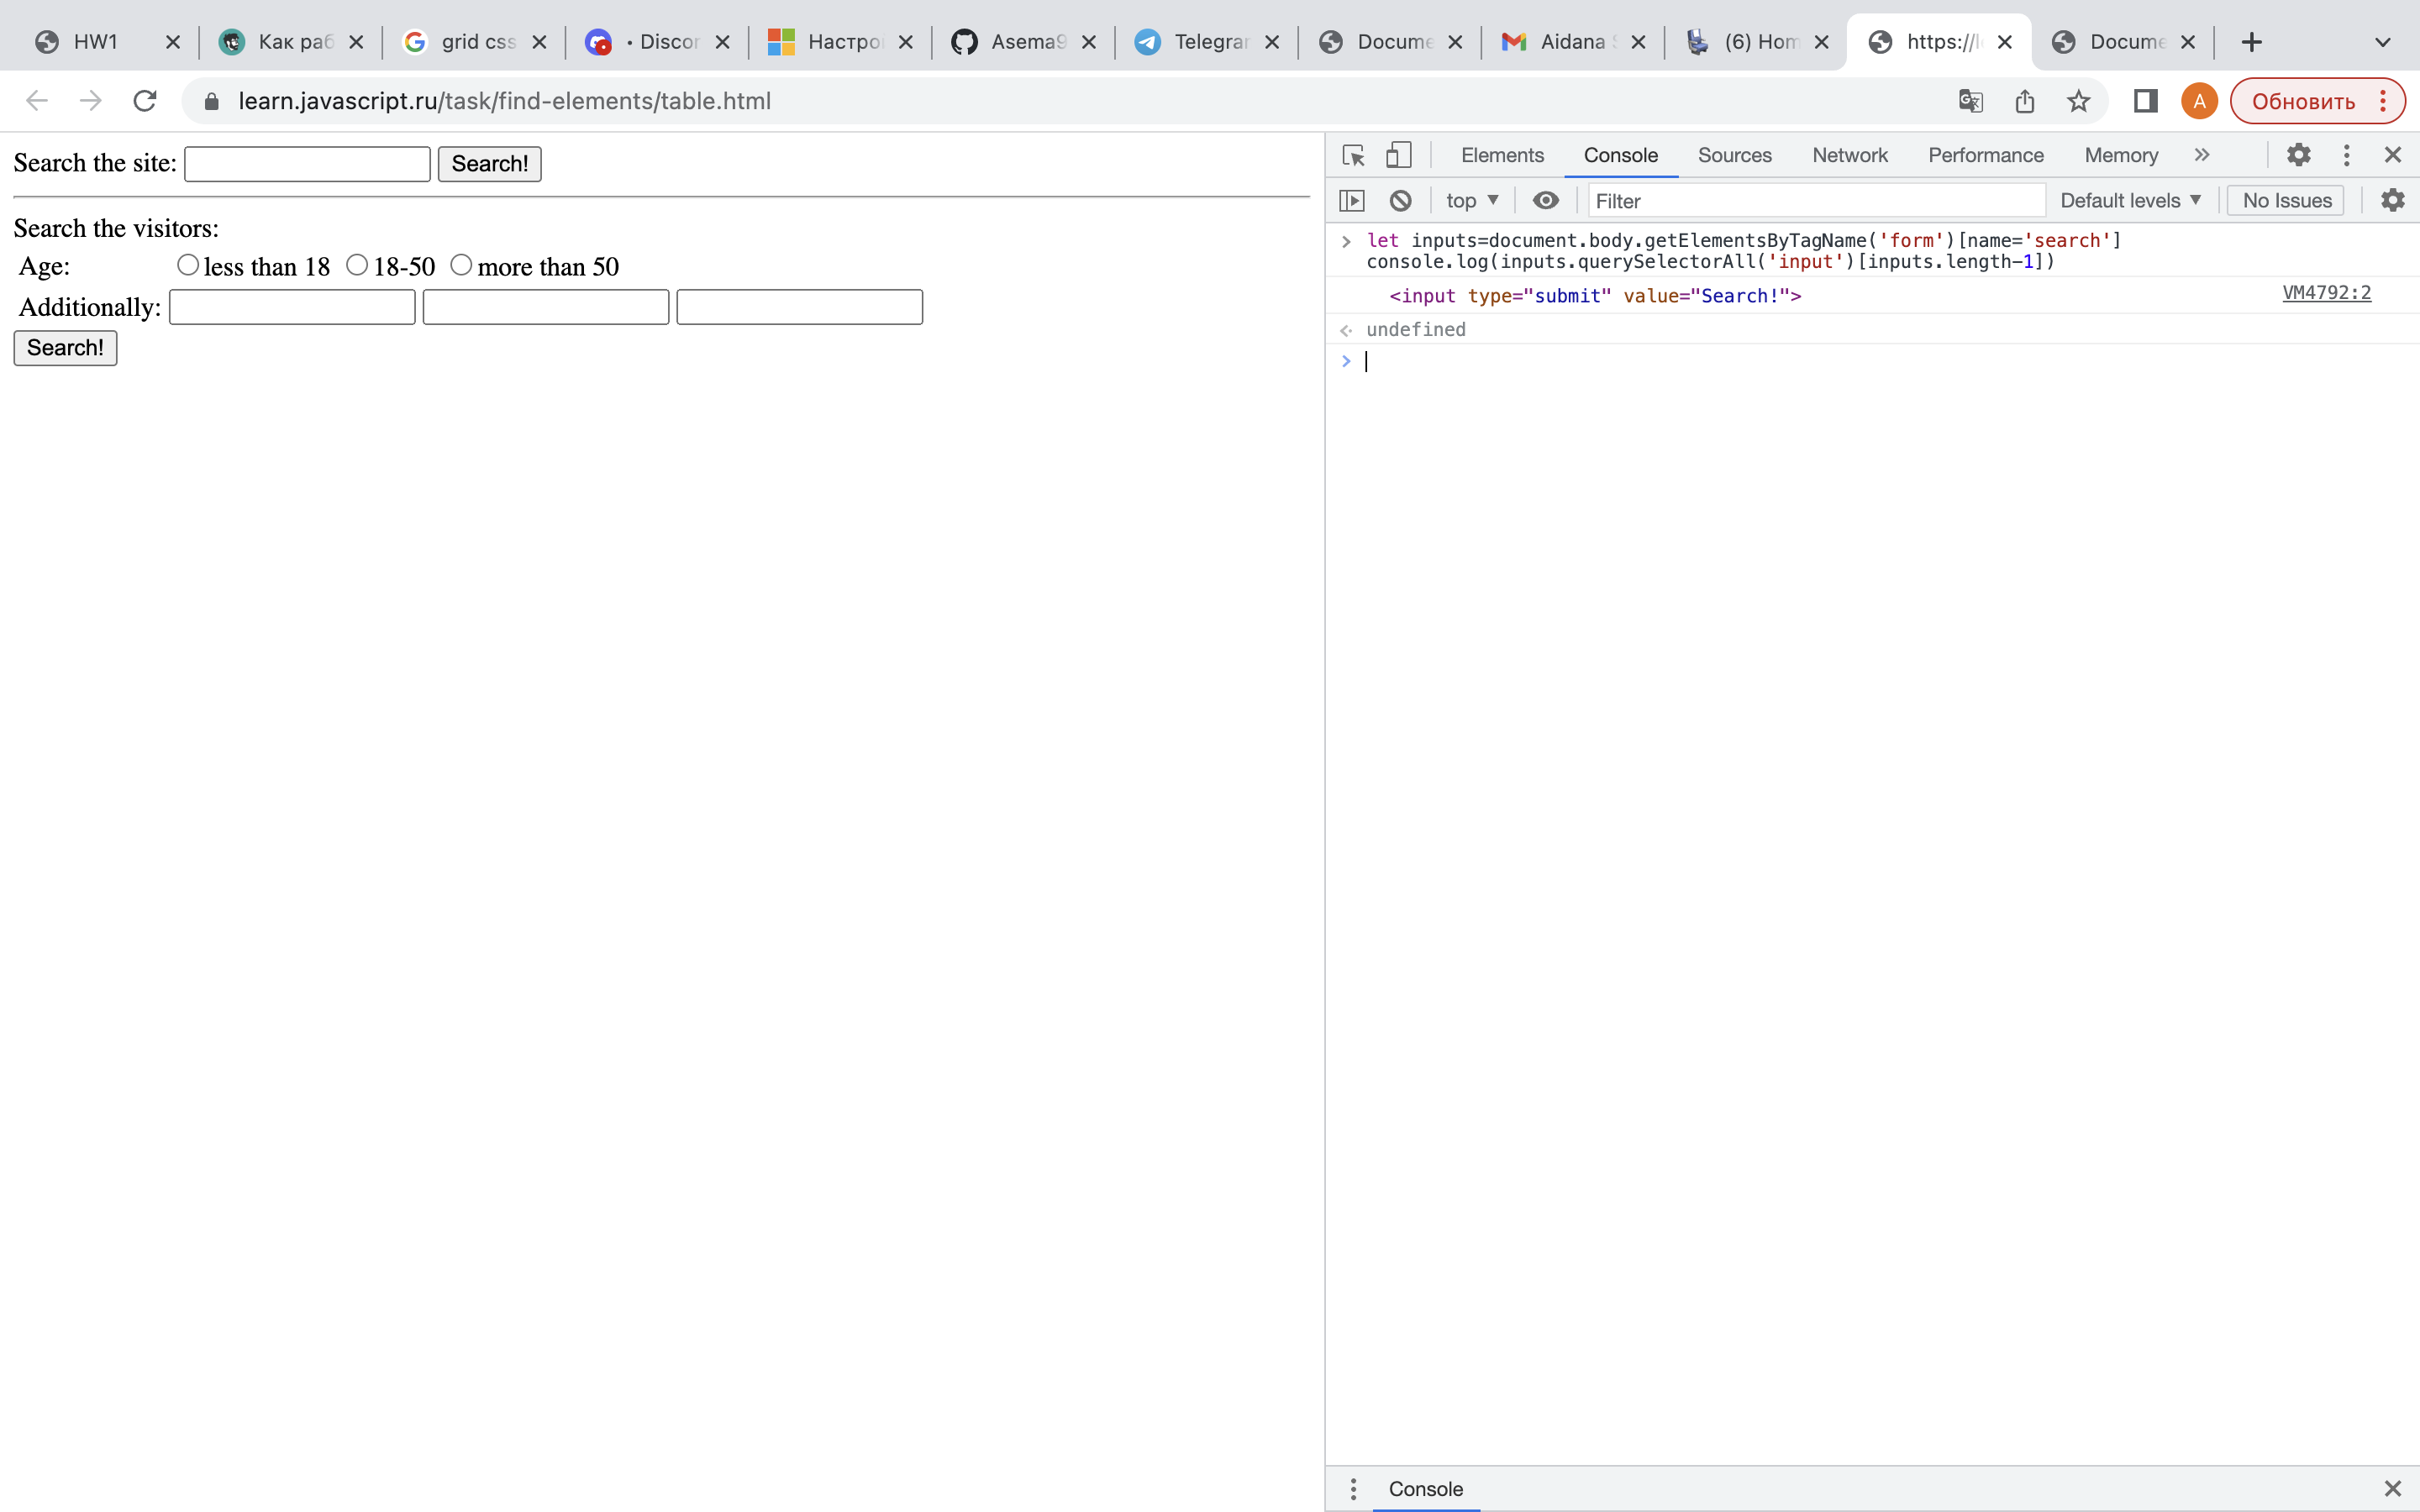 HW1 Как раб grid css • Discor Настро Asema9 Telegrar Docume Aidana (6) Hom https://l Docume
learn.javascript.ru/task/find-elements/table.html A Обновить
Search the site: Search!
Search the visitors:
Age: less than 18 18-50 more than 50
Additionally:
Search!
Elements Console Sources Network Performance Memory
top Filter Default levels No Issues
let inputs=document.body.getElementsByTagName('form')[name='search']
console.log(inputs.querySelectorAll('input')[inputs.length-1])
<input type="submit" value="Search!"> VM4792:2
undefined
Console